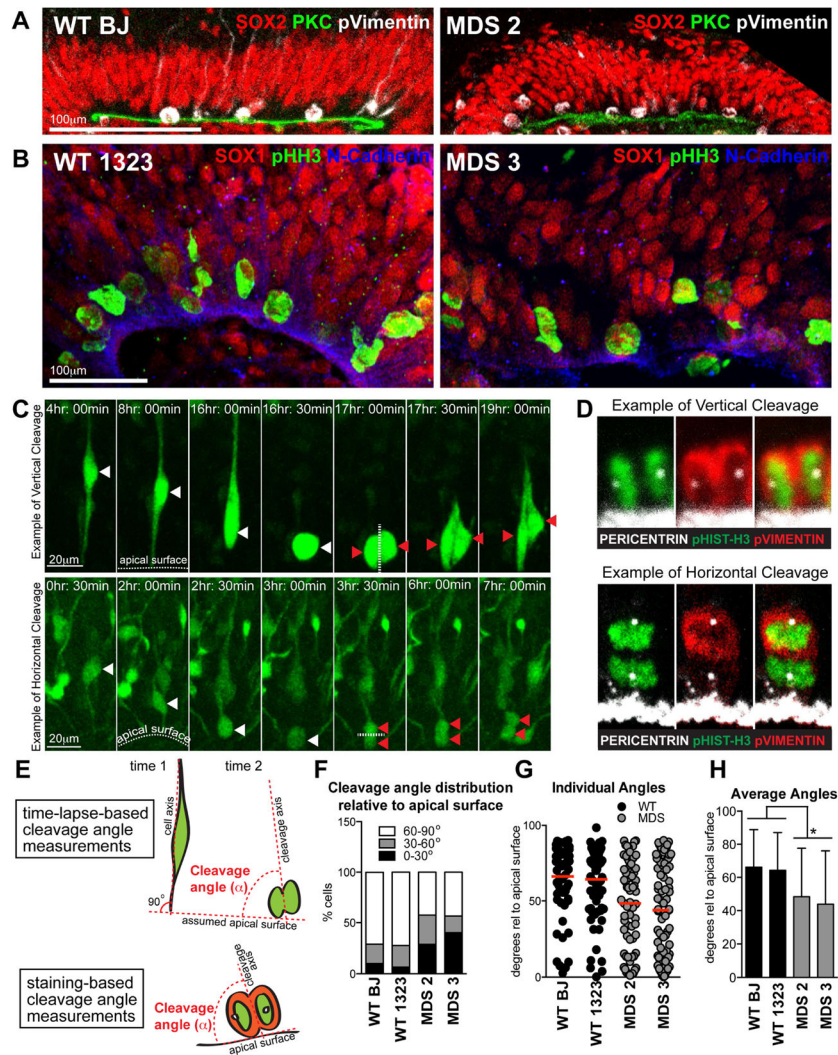 A
WT BJ
SOX2 PKC pVimentin
100µm
MDS 2
SOX2 PKC pVimentin
B
WT 1323
SOX1 pHH3 N-Cadherin
100µm
MDS 3
SOX1 pHH3 N-Cadherin
C
Example of Vertical Cleavage
4hr: 00min
8hr: 00min
16hr: 00min
16hr: 30min
17hr: 00min
17hr: 30min
19hr: 00min
20µm
apical surface
Example of Horizontal Cleavage
0hr: 30min
2hr: 00min
2hr: 30min
3hr: 00min
3hr: 30min
6hr: 00min
7hr: 00min
20µm
apical surface
D
Example of Vertical Cleavage
PERICENTRIN pHIST-H3 pVIMENTIN
Example of Horizontal Cleavage
PERICENTRIN pHIST-H3 pVIMENTIN
E
time 1
time 2
time-lapse-based
cleavage angle
measurements
cell axis
cleavage axis
Cleavage
angle (α)
90°
assumed apical surface
staining-based
cleavage angle
measurements
cleavage
axis
Cleavage
angle (α)
apical surface
F
Cleavage angle distribution
relative to apical surface
60-90°
30-60°
0-30°
% cells
100
50
0
WT BJ
WT 1323
MDS 2
MDS 3
G
Individual Angles
WT
MDS
degrees rel to apical surface
100
50
0
WT BJ
WT 1323
MDS 2
MDS 3
H
Average Angles
*
degrees rel to apical surface
100
80
60
40
20
0
WT BJ
WT 1323
MDS 2
MDS 3